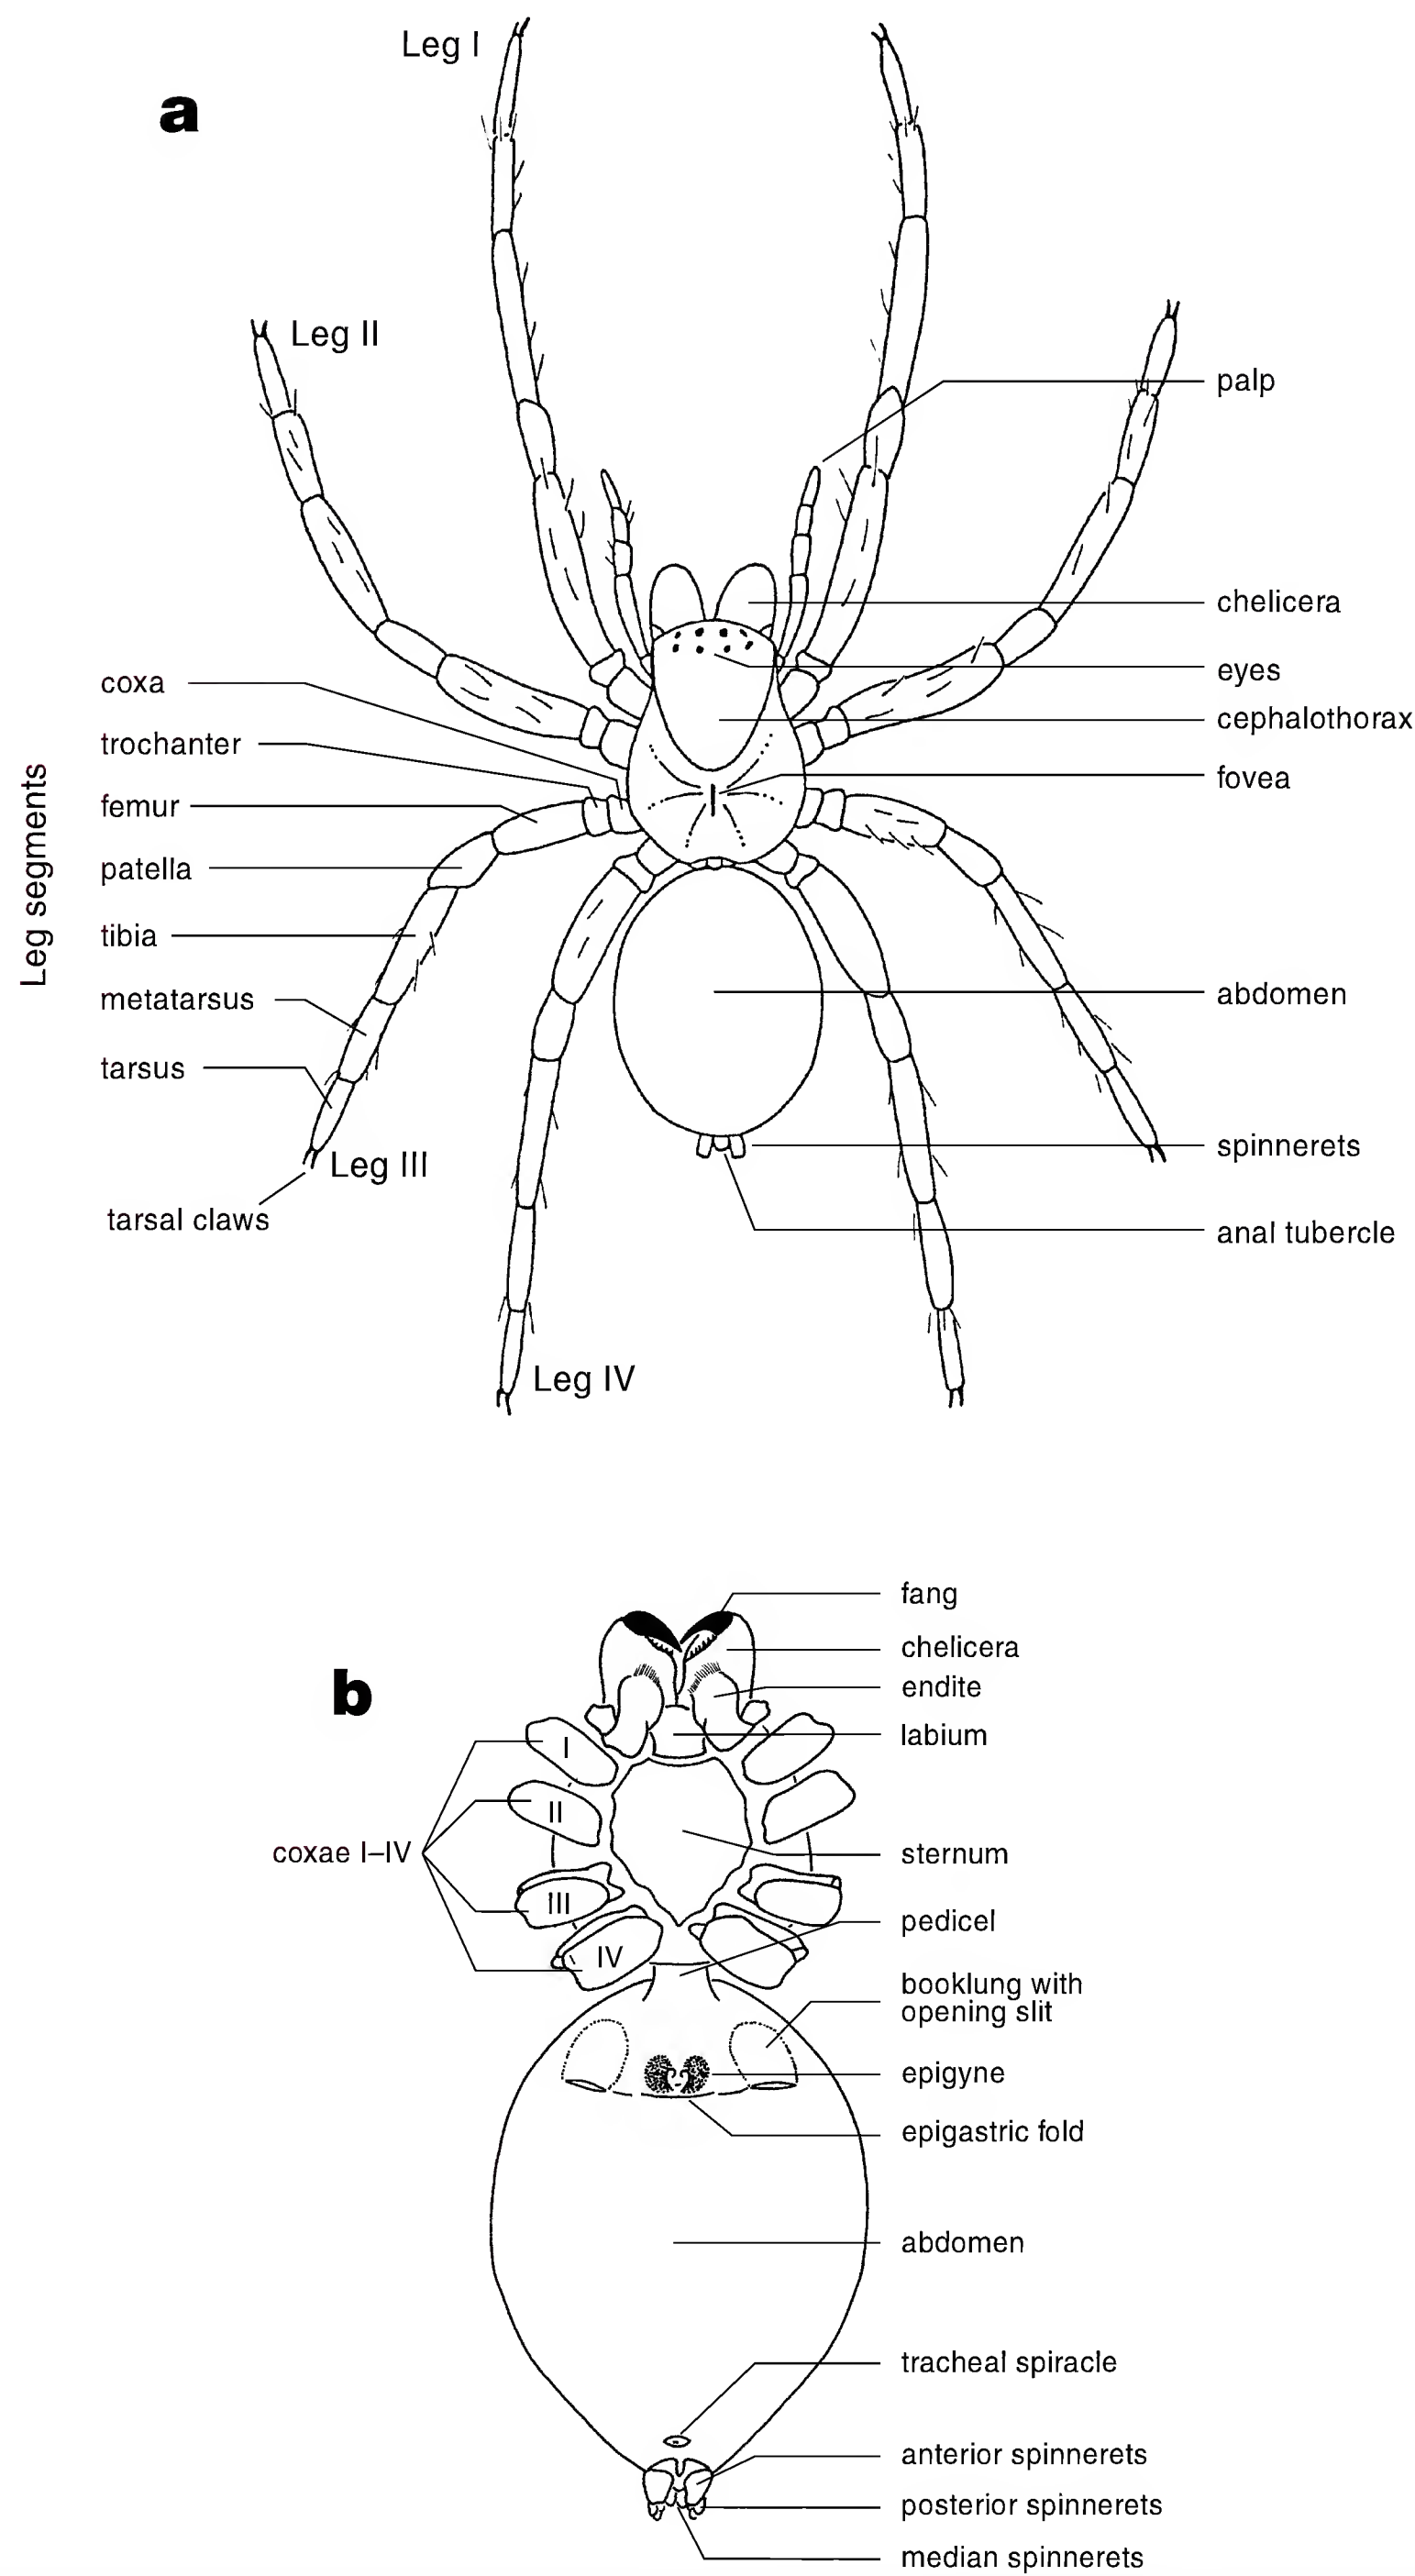 Leg I
a
Leg II
palp
chelicera
eyes
cephalothorax
fovea
abdomen
spinnerets
anal tubercle
Leg segments
coxa
trochanter
femur
patella
tibia
metatarsus
tarsus
Leg III
tarsal claws
Leg IV
b
fang
chelicera
endite
labium
sternum
pedicel
booklung with
opening slit
epigyne
epigastric fold
abdomen
tracheal spiracle
anterior spinnerets
posterior spinnerets
median spinnerets
coxae I–IV
I
II
III
IV